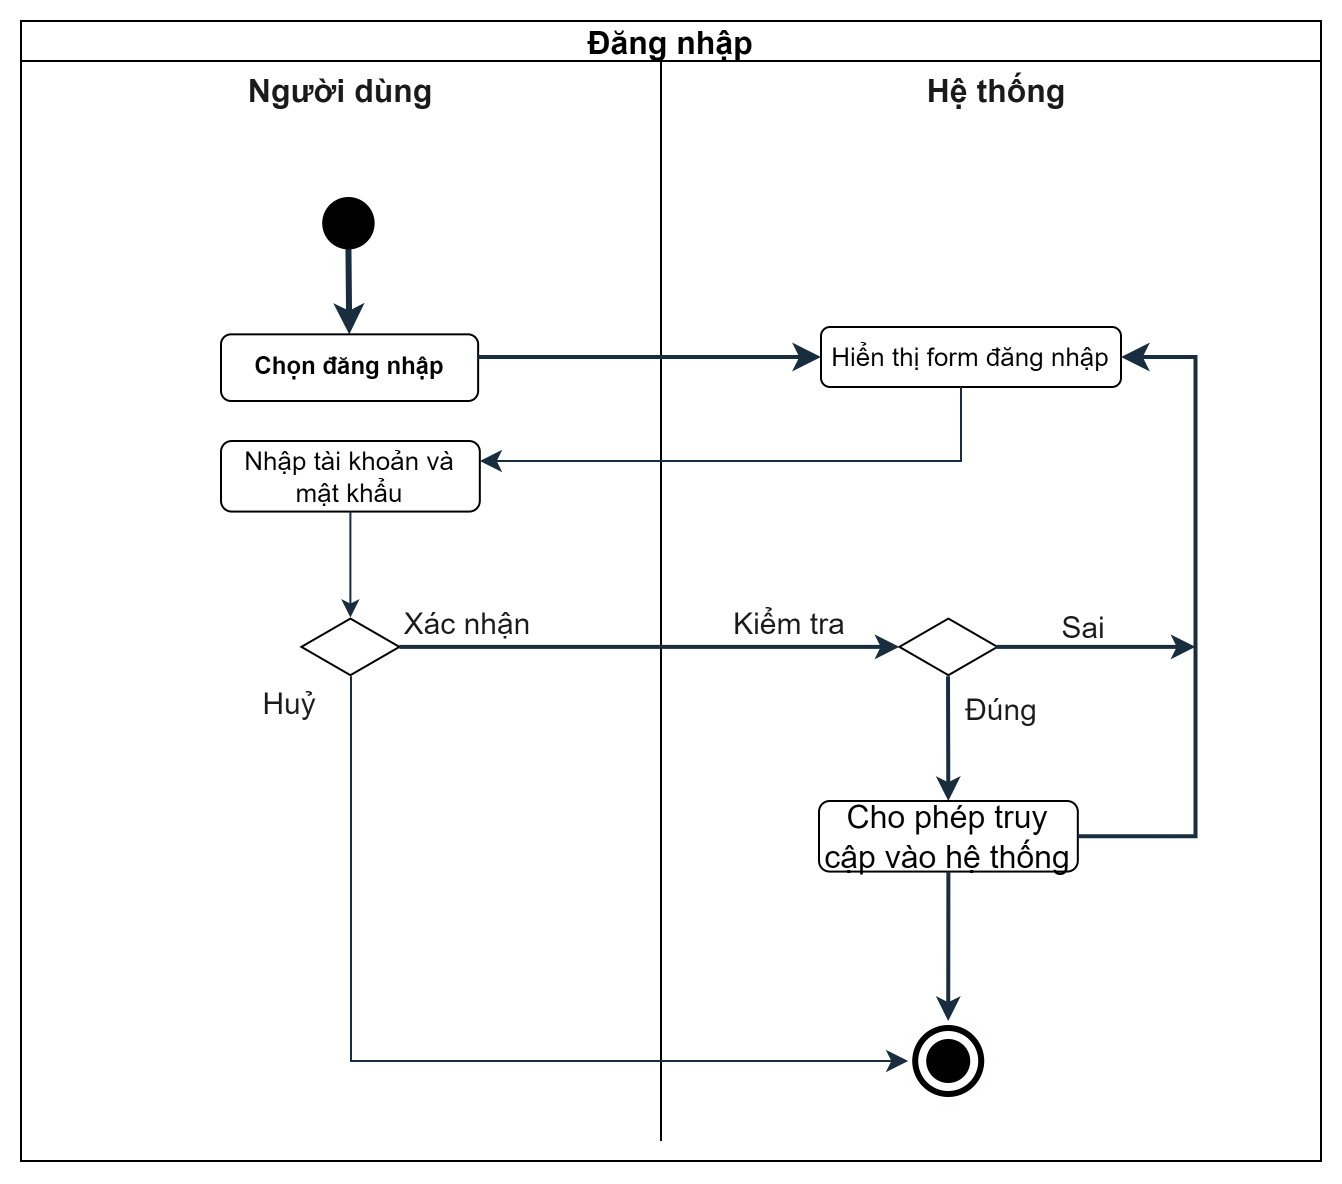 Đăng nhập
Người dùng
Hệ thống
Chọn đăng nhập
Hiển thị form đăng nhập
Nhập tài khoản và
mật khẩu
Xác nhận
Kiểm tra
Sai
Huỷ
Đúng
Cho phép truy
cập vào hệ thống